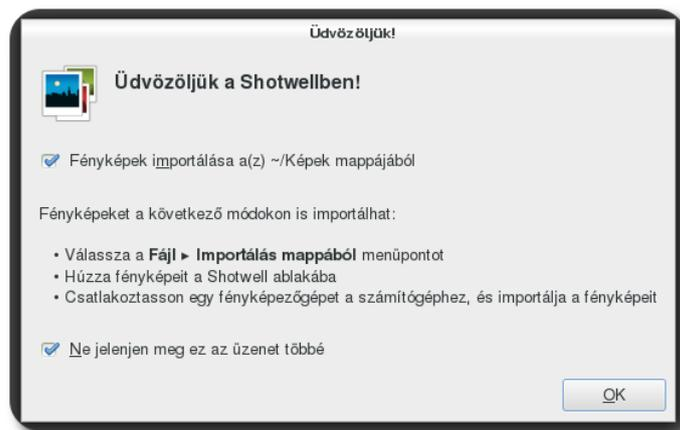 Üdvözöljük!
Üdvözöljük a Shotwellben!
Fényképek importálása a(z) ~/Képek mappájából
Fényképeket a következő módokon is importálhat:
• Válassza a Fájl ▸ Importálás mappából menüpontot
• Húzza fényképeit a Shotwell ablakába
• Csatlakoztasson egy fényképezőgépet a számítógéphez, és importálja a fényképeit
Ne jelenjen meg ez az üzenet többé
OK